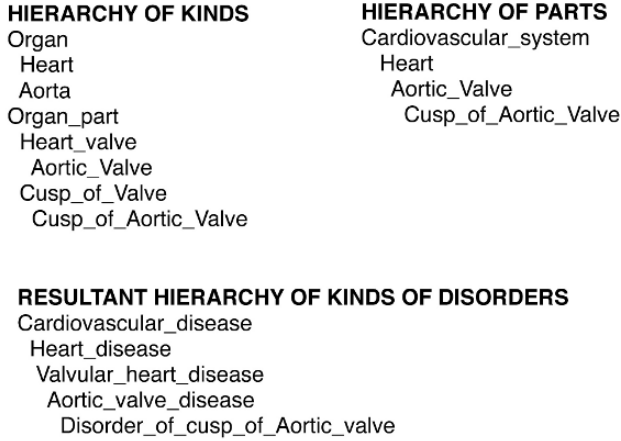 HIERARCHY OF KINDS
Organ
Heart
Aorta
Organ_part
Heart_valve
Aortic_Valve
Cusp_of_Valve
Cusp_of_Aortic_Valve
HIERARCHY OF PARTS
Cardiovascular_system
Heart
Aortic_Valve
Cusp_of_Aortic_Valve
RESULTANT HIERARCHY OF KINDS OF DISORDERS
Cardiovascular_disease
Heart_disease
Valvular_heart_disease
Aortic_valve_disease
Disorder_of_cusp_of_Aortic_valve